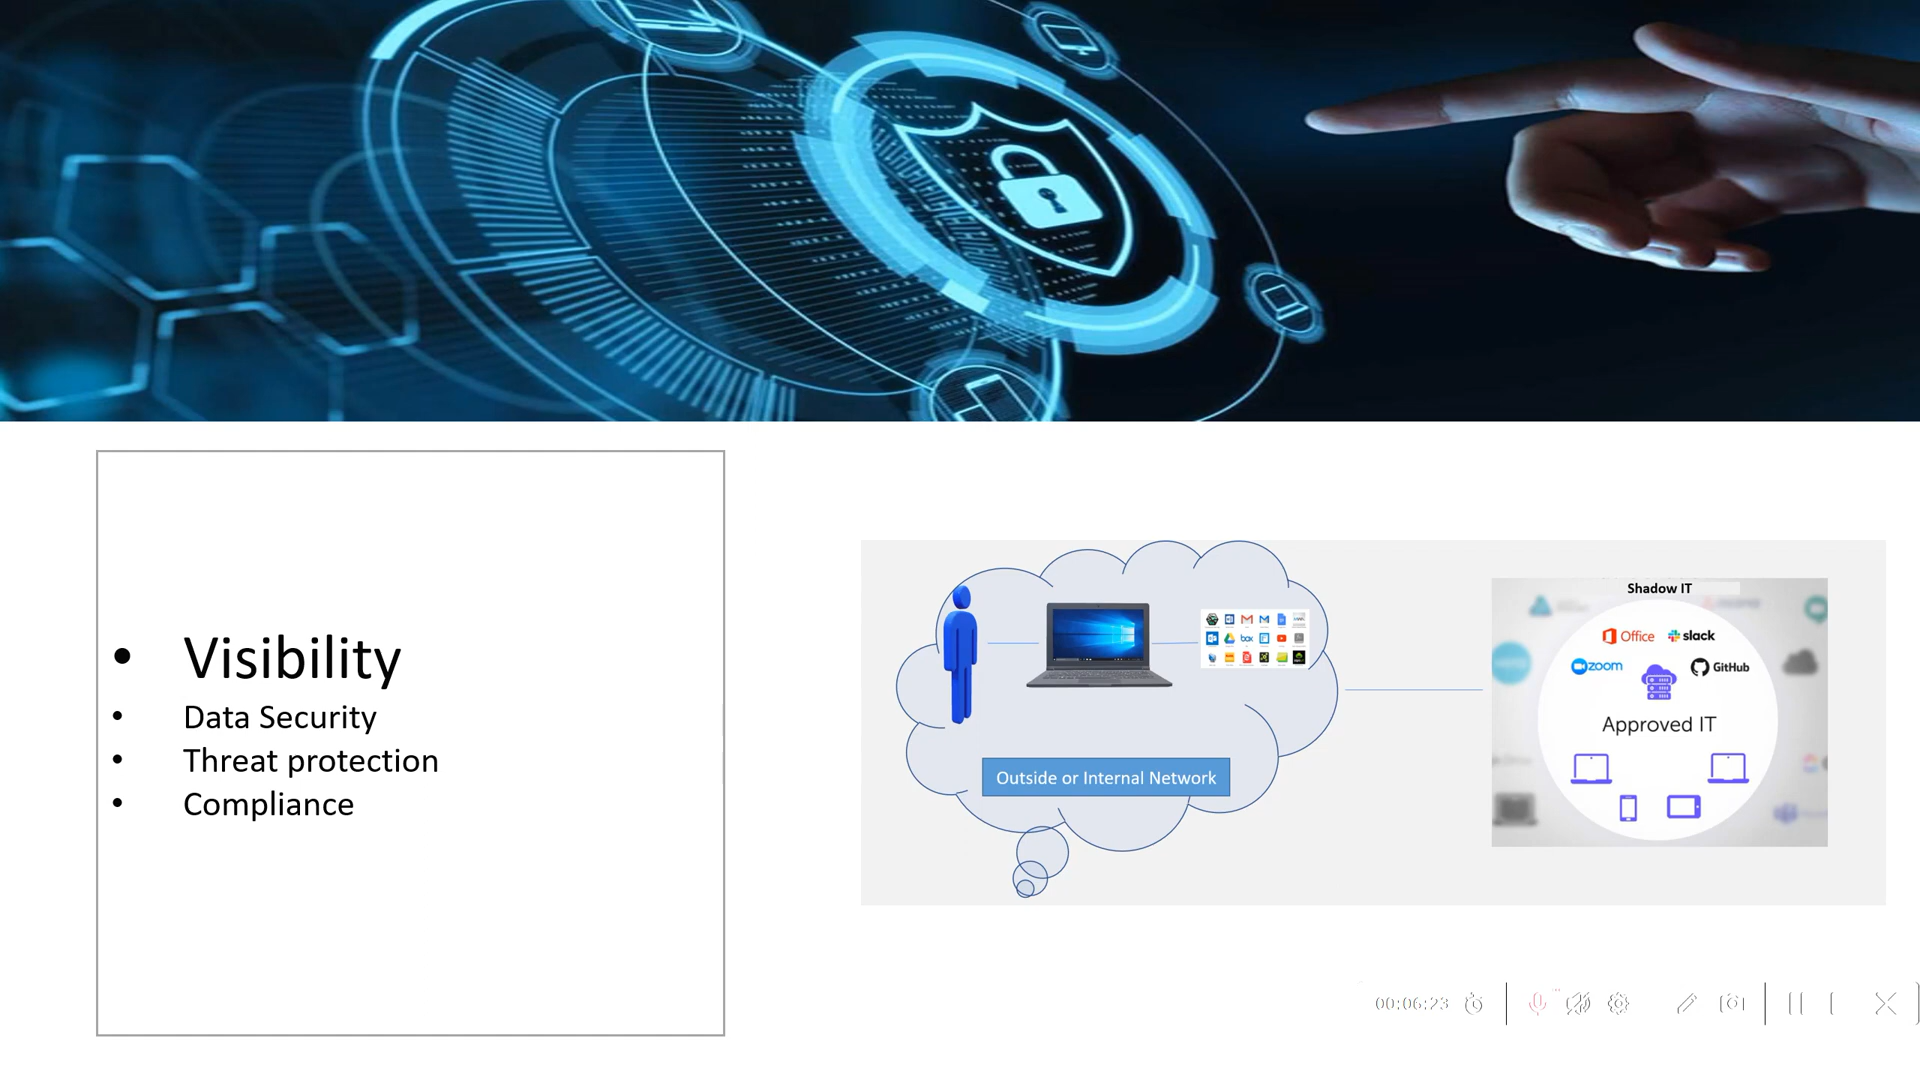 • Visibility
• Data Security
• Threat protection
• Compliance
Outside or Internal Network
Shadow IT
Office slack
zoom GitHub
Approved IT
box
00:06:23